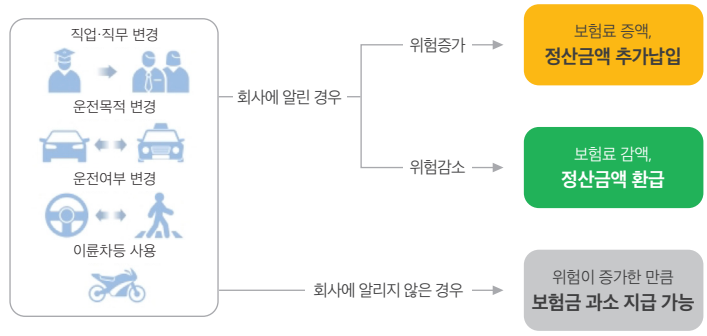 직업·직무 변경
운전목적 변경
운전여부 변경
이륜차등 사용
회사에 알린 경우
위험증가
보험료 증액,
정산금액 추가납입
위험감소
보험료 감액,
정산금액 환급
회사에 알리지 않은 경우
위험이 증가한 만큼
보험금 과소 지급 가능